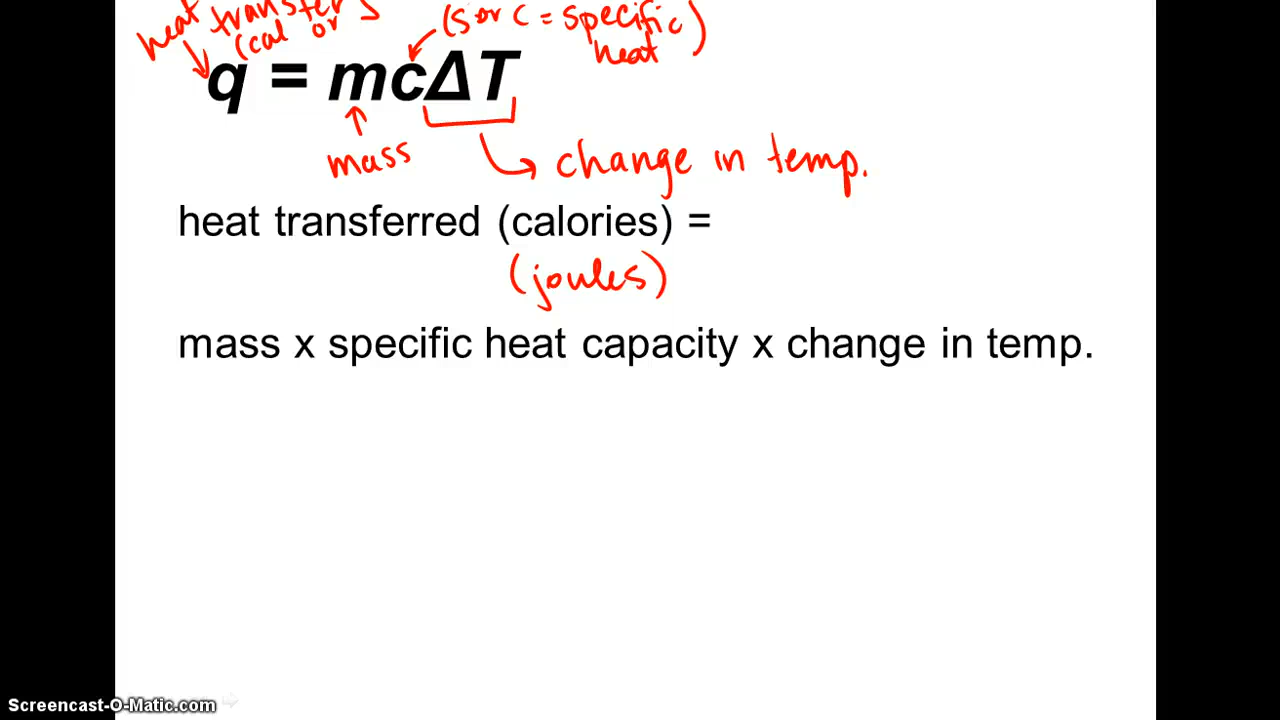 heat transfer (s or c = specific
(cal or heat)
q = mcΔT
mass
change in temp.
heat transferred (calories) =
(joules)
mass x specific heat capacity x change in temp.
Screencast-O-Matic.com